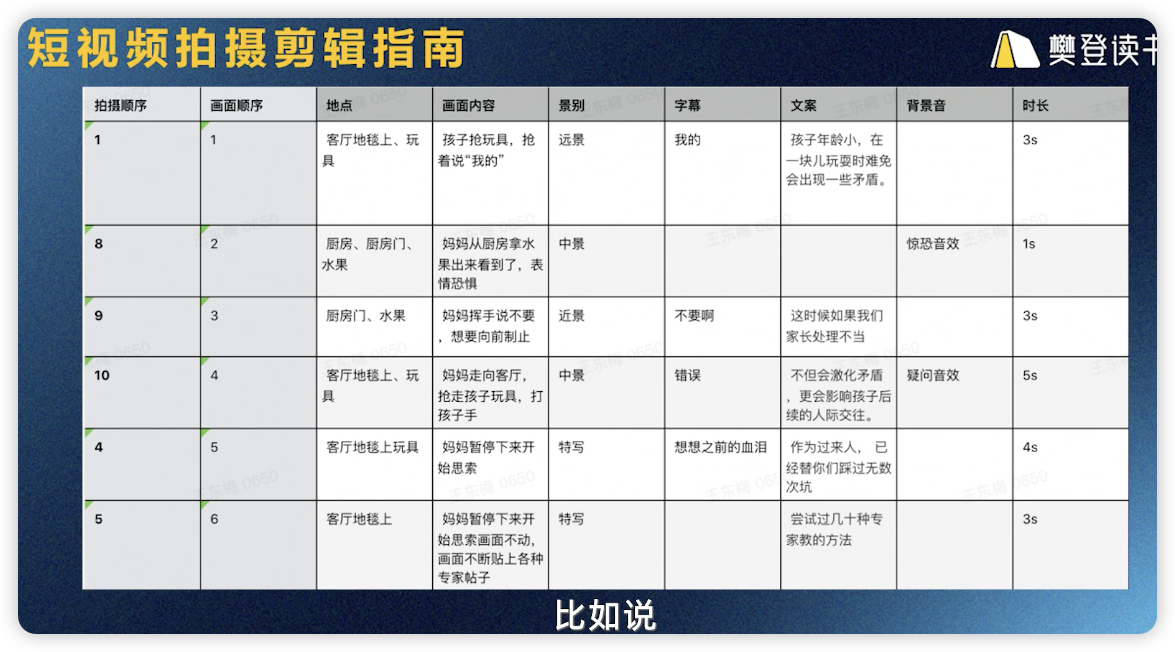 短视频拍摄剪辑指南
樊登读书
拍摄顺序 画面顺序 地点 画面内容 景别 字幕 文案 背景音 时长
1 1 客厅地毯上、玩 孩子抢玩具，抢 远景 我的 孩子年龄小，在 3s
具 着说“我的” 一块儿玩耍时难免
会出现一些矛盾。
8 2 厨房、厨房门、 妈妈从厨房拿水 中景 惊恐音效 1s
水果 果出来看到了，表
情恐惧
9 3 厨房门、水果 妈妈挥手说不要 近景 不要啊 这时候如果我们 3s
，想要向前制止 家长处理不当
10 4 客厅地毯上、玩 妈妈走向客厅， 中景 错误 不但会激化矛盾 疑问音效 5s
具 抢走孩子玩具，打 ，更会影响孩子后
孩子手 续的人际交往。
4 5 客厅地毯上玩具 妈妈暂停下来开 特写 想想之前的血泪 作为过来人， 已 4s
始思索 经替你们踩过无数
次坑
5 6 客厅地毯上 妈妈暂停下来开 特写 尝试过几十种专 3s
始思索画面不动， 家教的方法
画面不断贴上各种
专家帖子
王东梅 0650
比如说